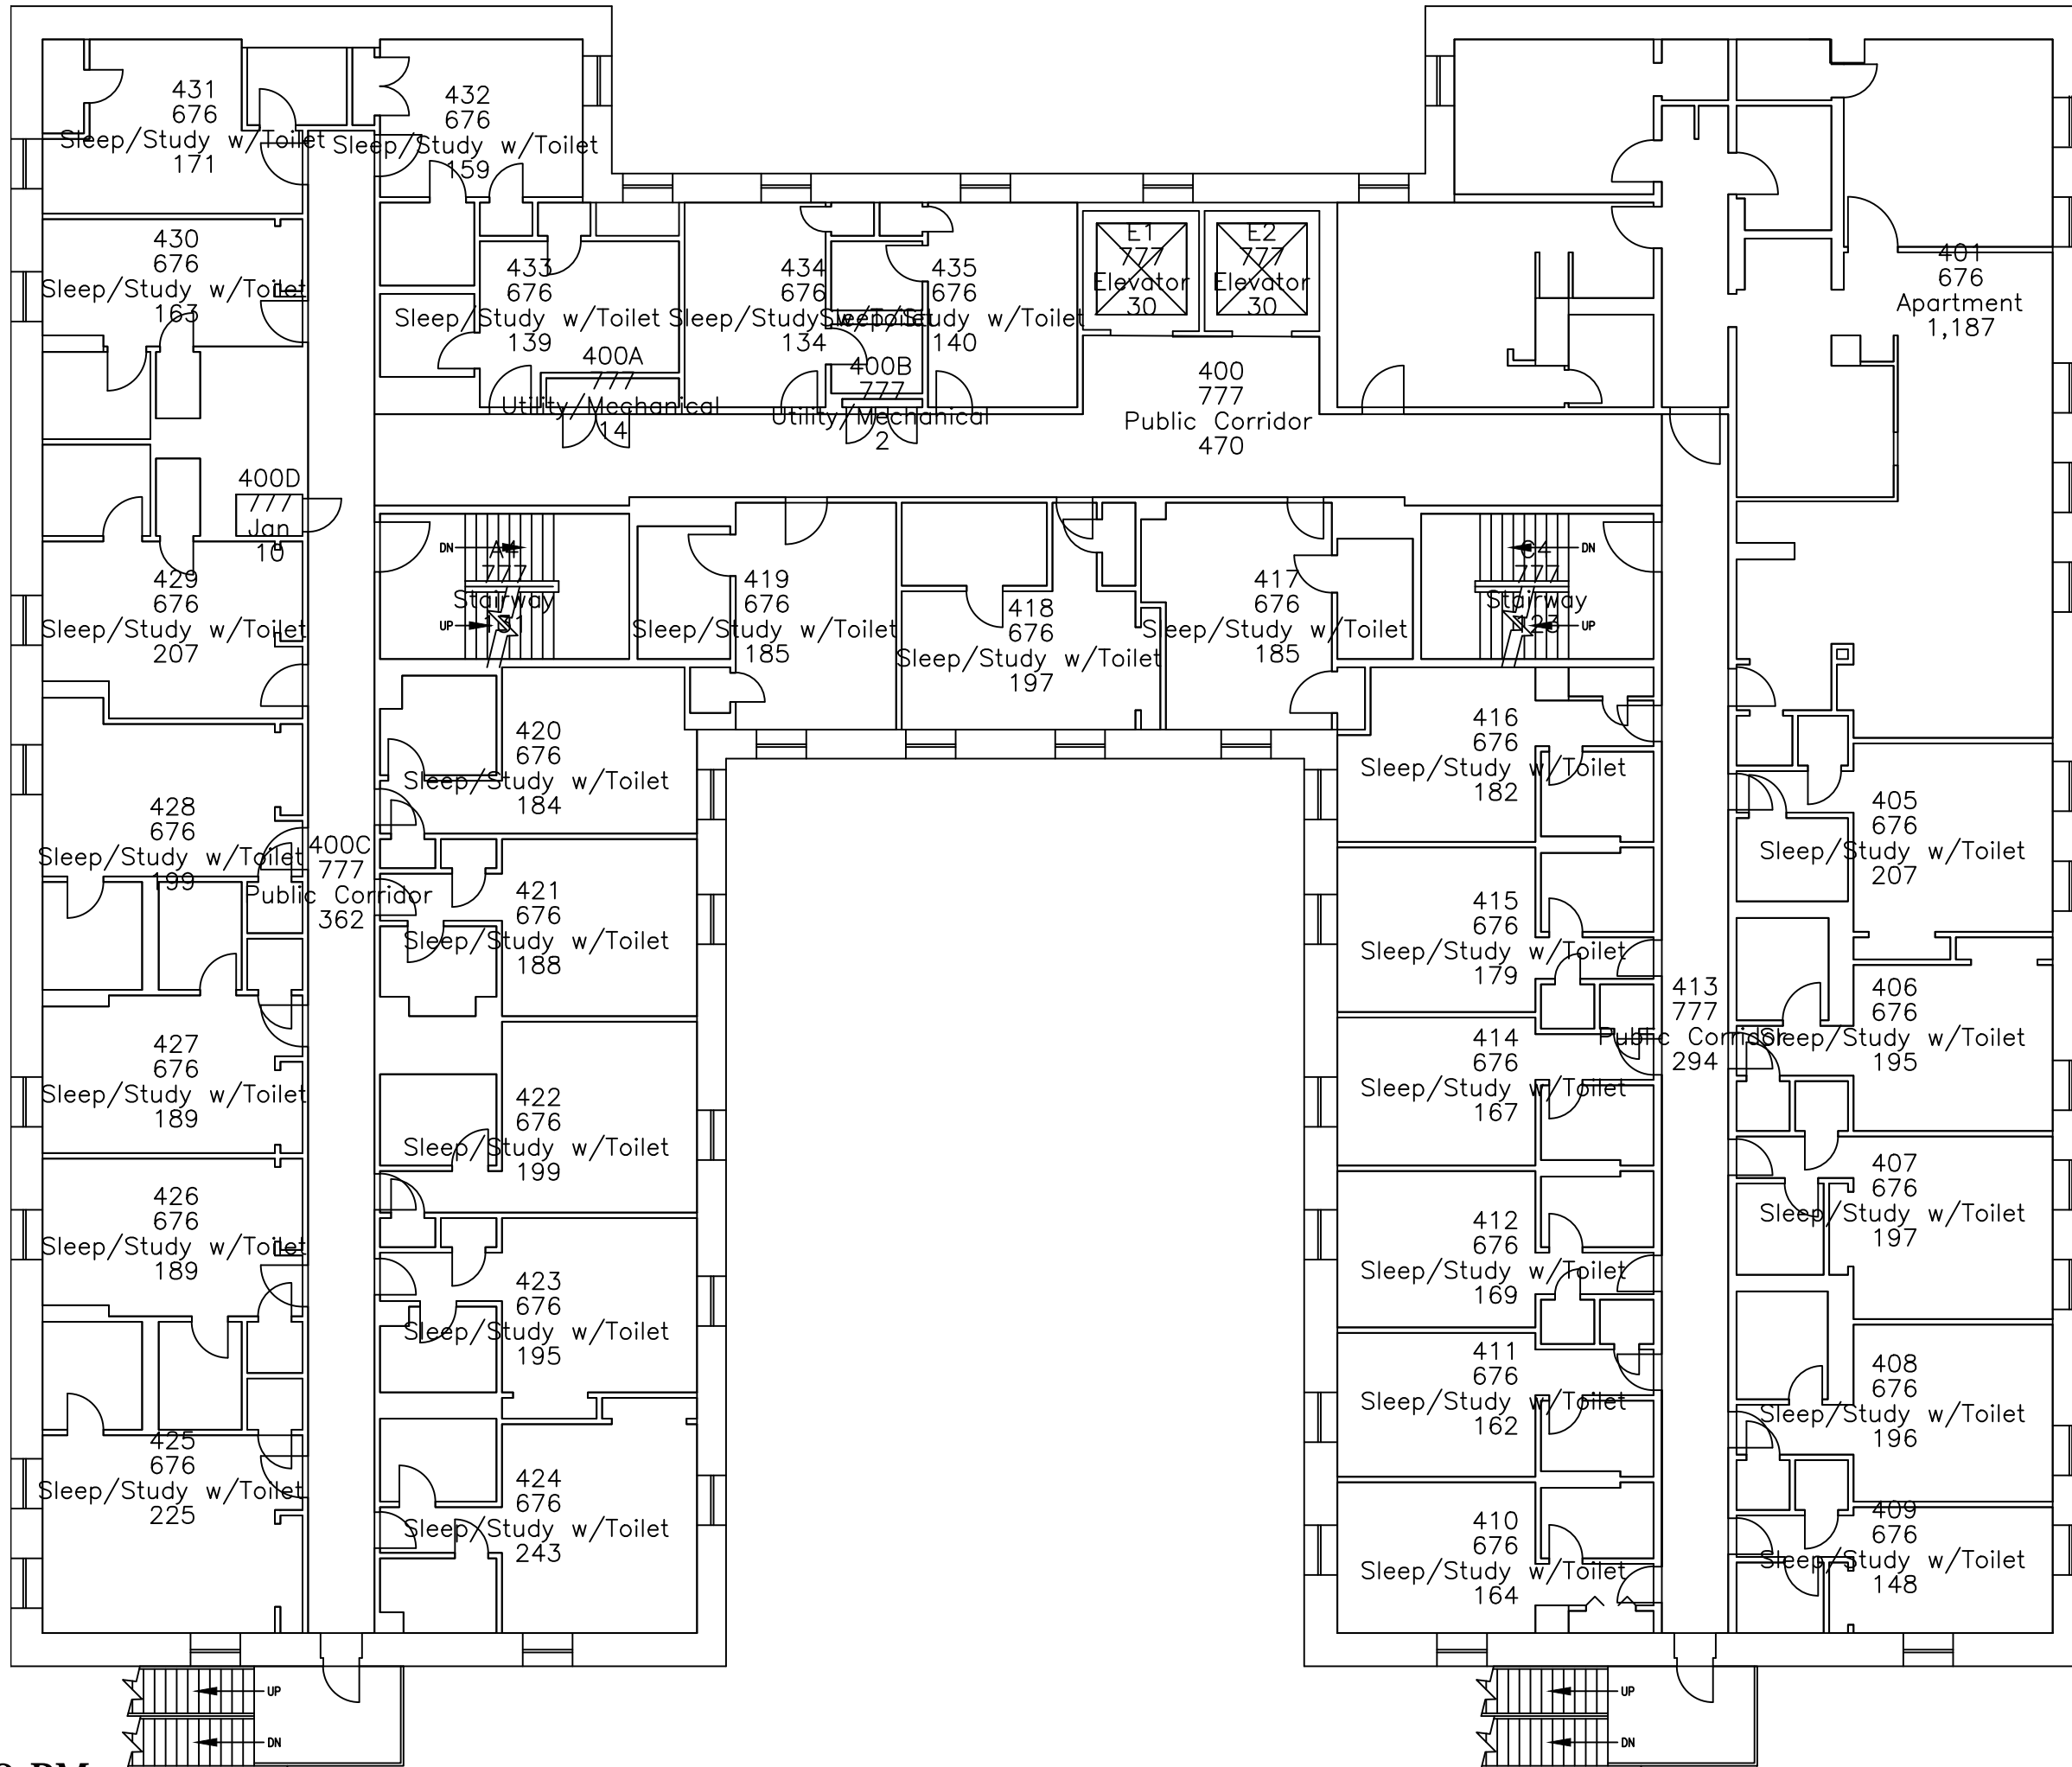 431
676
Sleep/Study w/Toilet
171
432
676
Sleep/Study w/Toilet
159
430
676
Sleep/Study w/Toilet
163
433
676
Sleep/Study w/Toilet
139
434
676
Sleep/Study w/Toilet
134
435
676
Sleep/Study w/Toilet
140
E1
777
Elevator
30
E2
777
Elevator
30
401
676
Apartment
1,187
400A
777
Utility/Mechanical
14
400B
777
Utility/Mechanical
2
400
777
Public Corridor
470
400D
777
Jan
10
DN
A4
777
Stairway
UP
DN
C4
777
Stairway
123
UP
429
676
Sleep/Study w/Toilet
207
419
676
Sleep/Study w/Toilet
185
418
676
Sleep/Study w/Toilet
197
417
676
Sleep/Study w/Toilet
185
420
676
Sleep/Study w/Toilet
184
416
676
Sleep/Study w/Toilet
182
428
676
Sleep/Study w/Toilet
199
400C
777
Public Corridor
362
405
676
Sleep/Study w/Toilet
207
421
676
Sleep/Study w/Toilet
188
415
676
Sleep/Study w/Toilet
179
413
777
Public Corridor
294
406
676
Sleep/Study w/Toilet
195
427
676
Sleep/Study w/Toilet
189
422
676
Sleep/Study w/Toilet
199
414
676
Sleep/Study w/Toilet
167
407
676
Sleep/Study w/Toilet
197
426
676
Sleep/Study w/Toilet
189
412
676
Sleep/Study w/Toilet
169
423
676
Sleep/Study w/Toilet
195
411
676
Sleep/Study w/Toilet
162
408
676
Sleep/Study w/Toilet
196
425
676
Sleep/Study w/Toilet
225
424
676
Sleep/Study w/Toilet
243
410
676
Sleep/Study w/Toilet
164
409
676
Sleep/Study w/Toilet
148
UP
DN
UP
DN
PM